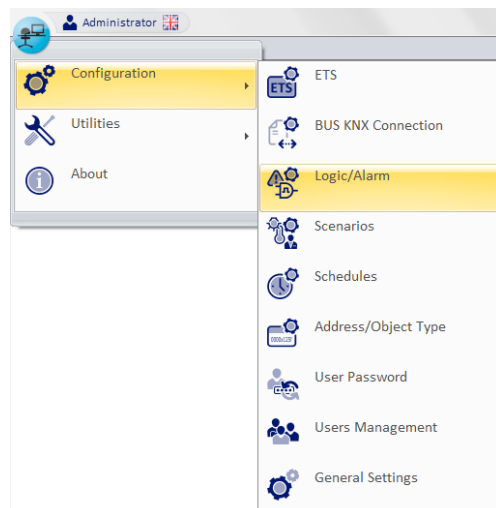 Administrator
Configuration
Utilities
About
ETS
ETS
BUS KNX Connection
Logic/Alarm
Scenarios
Schedules
Address/Object Type
User Password
Users Management
General Settings